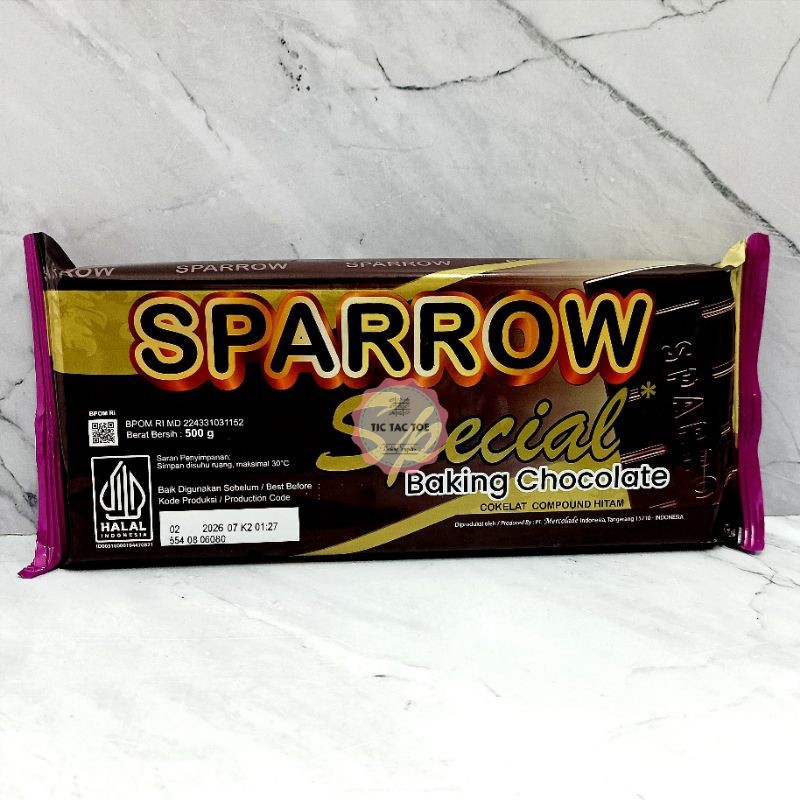 SPARROW
SPARROW
SPARROW
SPARROW
Special*
TIC TAC TOE
Baking Chocolate
COKELAT COMPOUND HITAM
Diproduksi oleh / Produced By : PT. Mercolade Indonesia, Tangerang 15710 - INDONESIA
BPOM RI
BPOM RI MD 224331031152
Berat Bersih : 500 g
Saran Penyimpanan:
Simpan disuhu ruang, maksimal 30°C
Baik Digunakan Sebelum / Best Before :
Kode Produksi / Production Code
02 2026 07 K2 01:27
554 08 06080
HALAL
INDONESIA